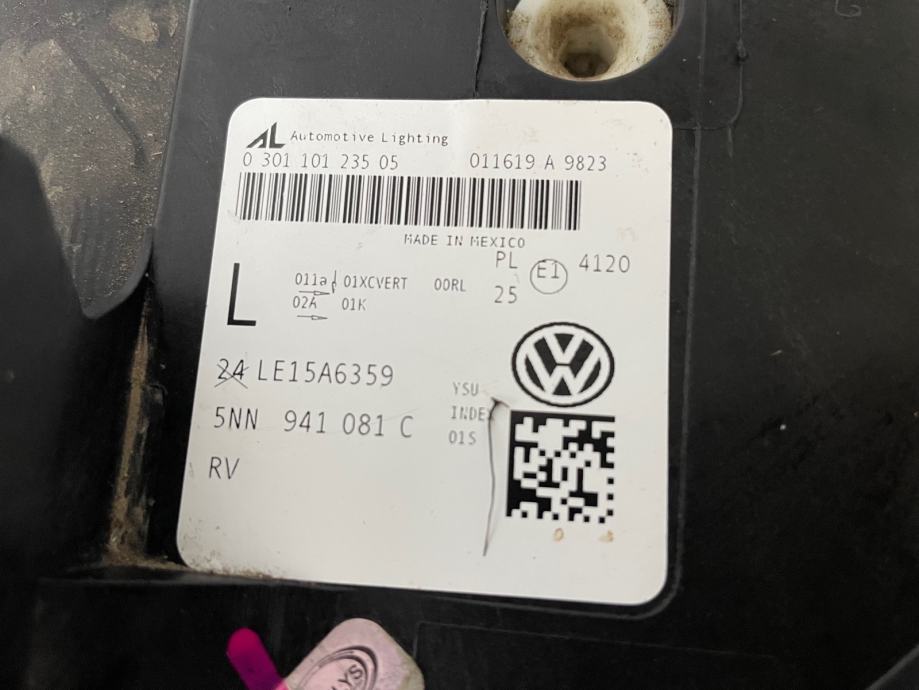 AL Automotive Lighting
0 301 101 235 05 011619 A 9823
MADE IN MEXICO
PL E1 4120
25
L
011a 01XCVERT 00RL
02A 01K
24 LE15A6359
YSU
INDEX
01S
5NN 941 081 C
RV